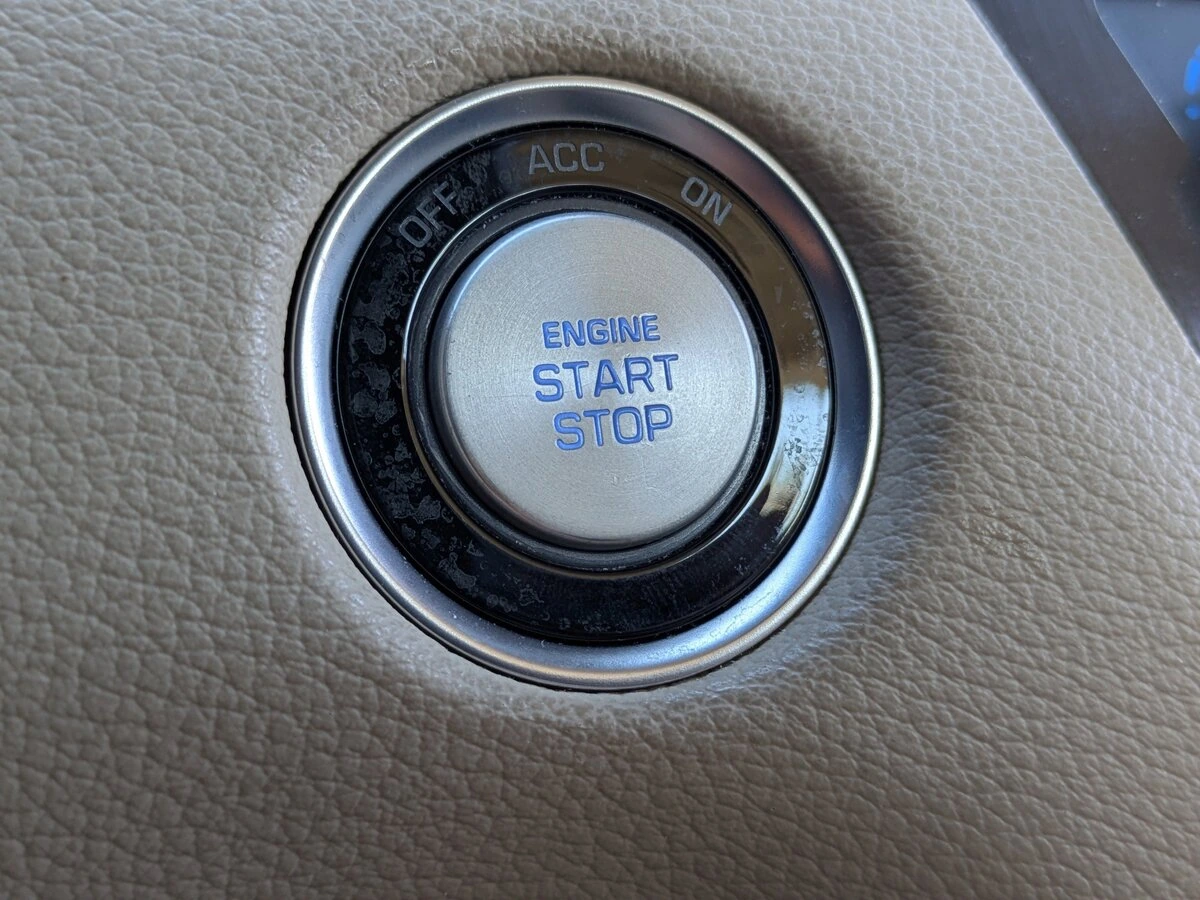 OFF ACC ON
ENGINE
START
STOP